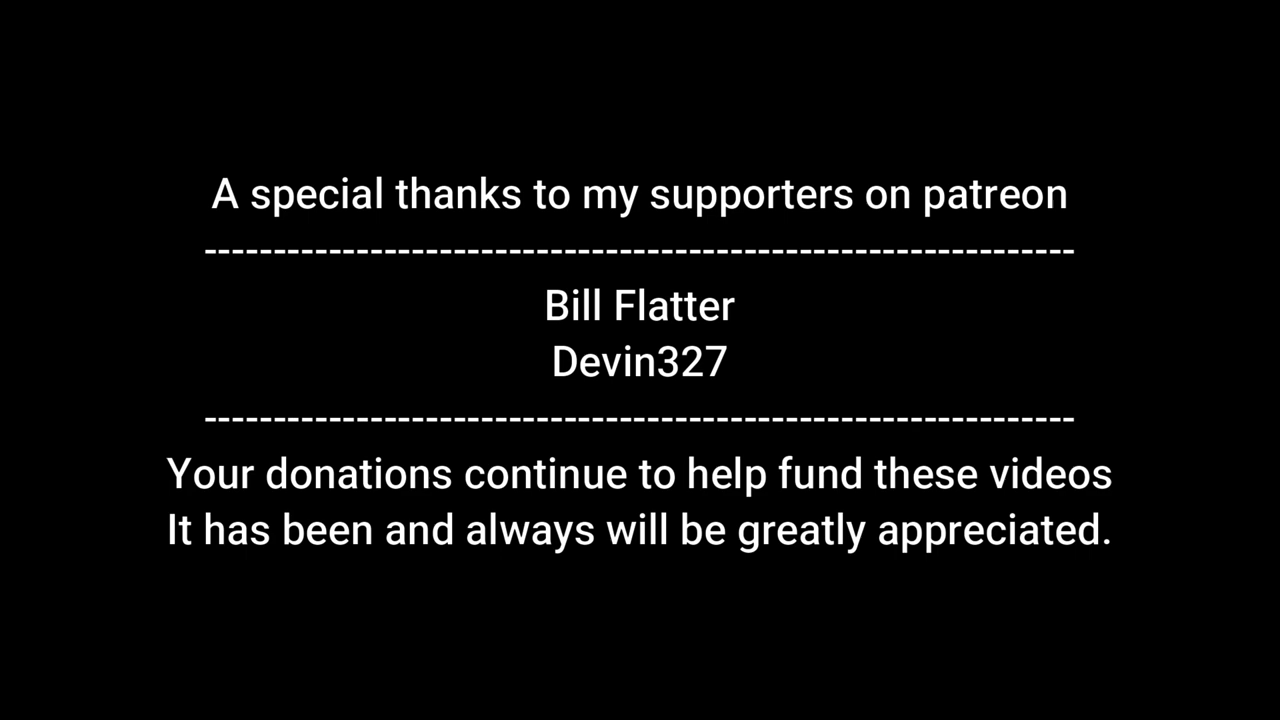 A special thanks to my supporters on patreon
---------------------------------------------------------------
Bill Flatter
Devin327
---------------------------------------------------------------
Your donations continue to help fund these videos
It has been and always will be greatly appreciated.